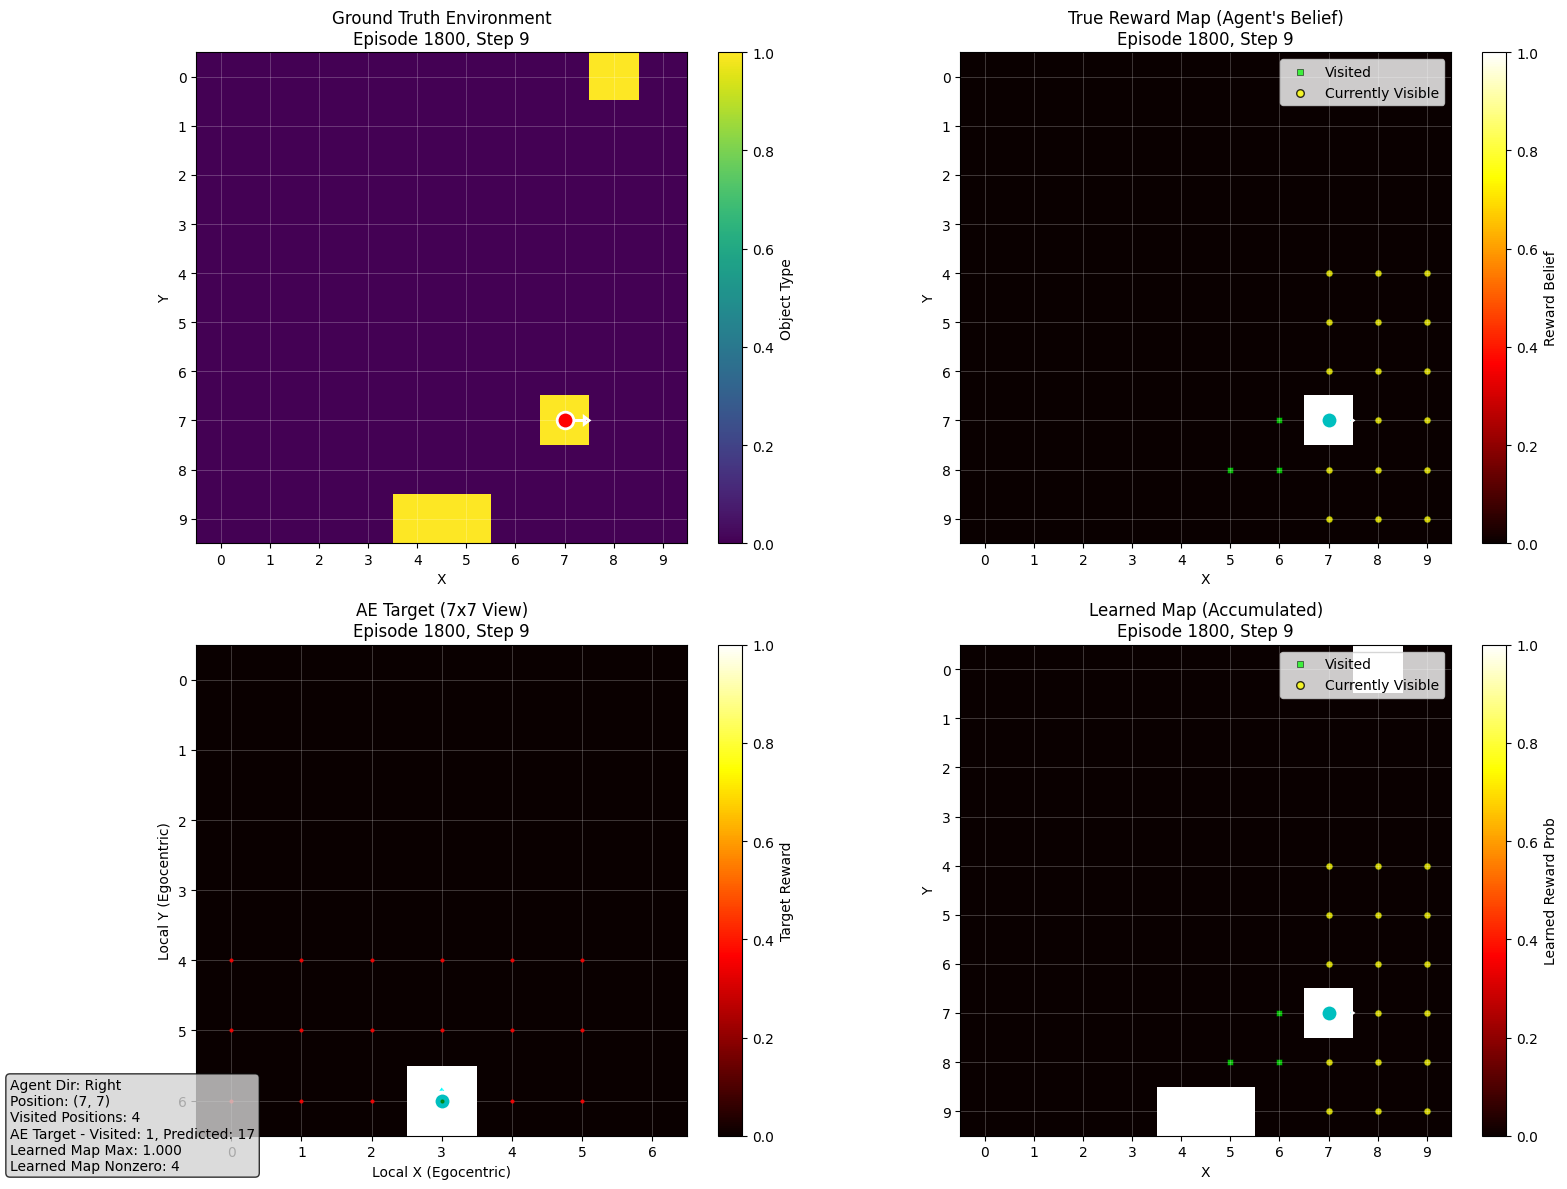 Ground Truth Environment
Episode 1800, Step 9
0
1
2
3
4
5
6
7
8
9
Y
0 1 2 3 4 5 6 7 8 9
X
1.0
0.8
0.6
0.4
0.2
0.0
Object Type
True Reward Map (Agent's Belief)
Episode 1800, Step 9
Visited
Currently Visible
0
1
2
3
4
5
6
7
8
9
Y
0 1 2 3 4 5 6 7 8 9
X
1.0
0.8
0.6
0.4
0.2
0.0
Reward Belief
AE Target (7x7 View)
Episode 1800, Step 9
0
1
2
3
4
5
6
Local Y (Egocentric)
0 1 2 3 4 5 6
Local X (Egocentric)
1.0
0.8
0.6
0.4
0.2
0.0
Target Reward
Agent Dir: Right
Position: (7, 7)
Visited Positions: 4
AE Target - Visited: 1, Predicted: 17
Learned Map Max: 1.000
Learned Map Nonzero: 4
Learned Map (Accumulated)
Episode 1800, Step 9
Visited
Currently Visible
0
1
2
3
4
5
6
7
8
9
Y
0 1 2 3 4 5 6 7 8 9
X
1.0
0.8
0.6
0.4
0.2
0.0
Learned Reward Prob